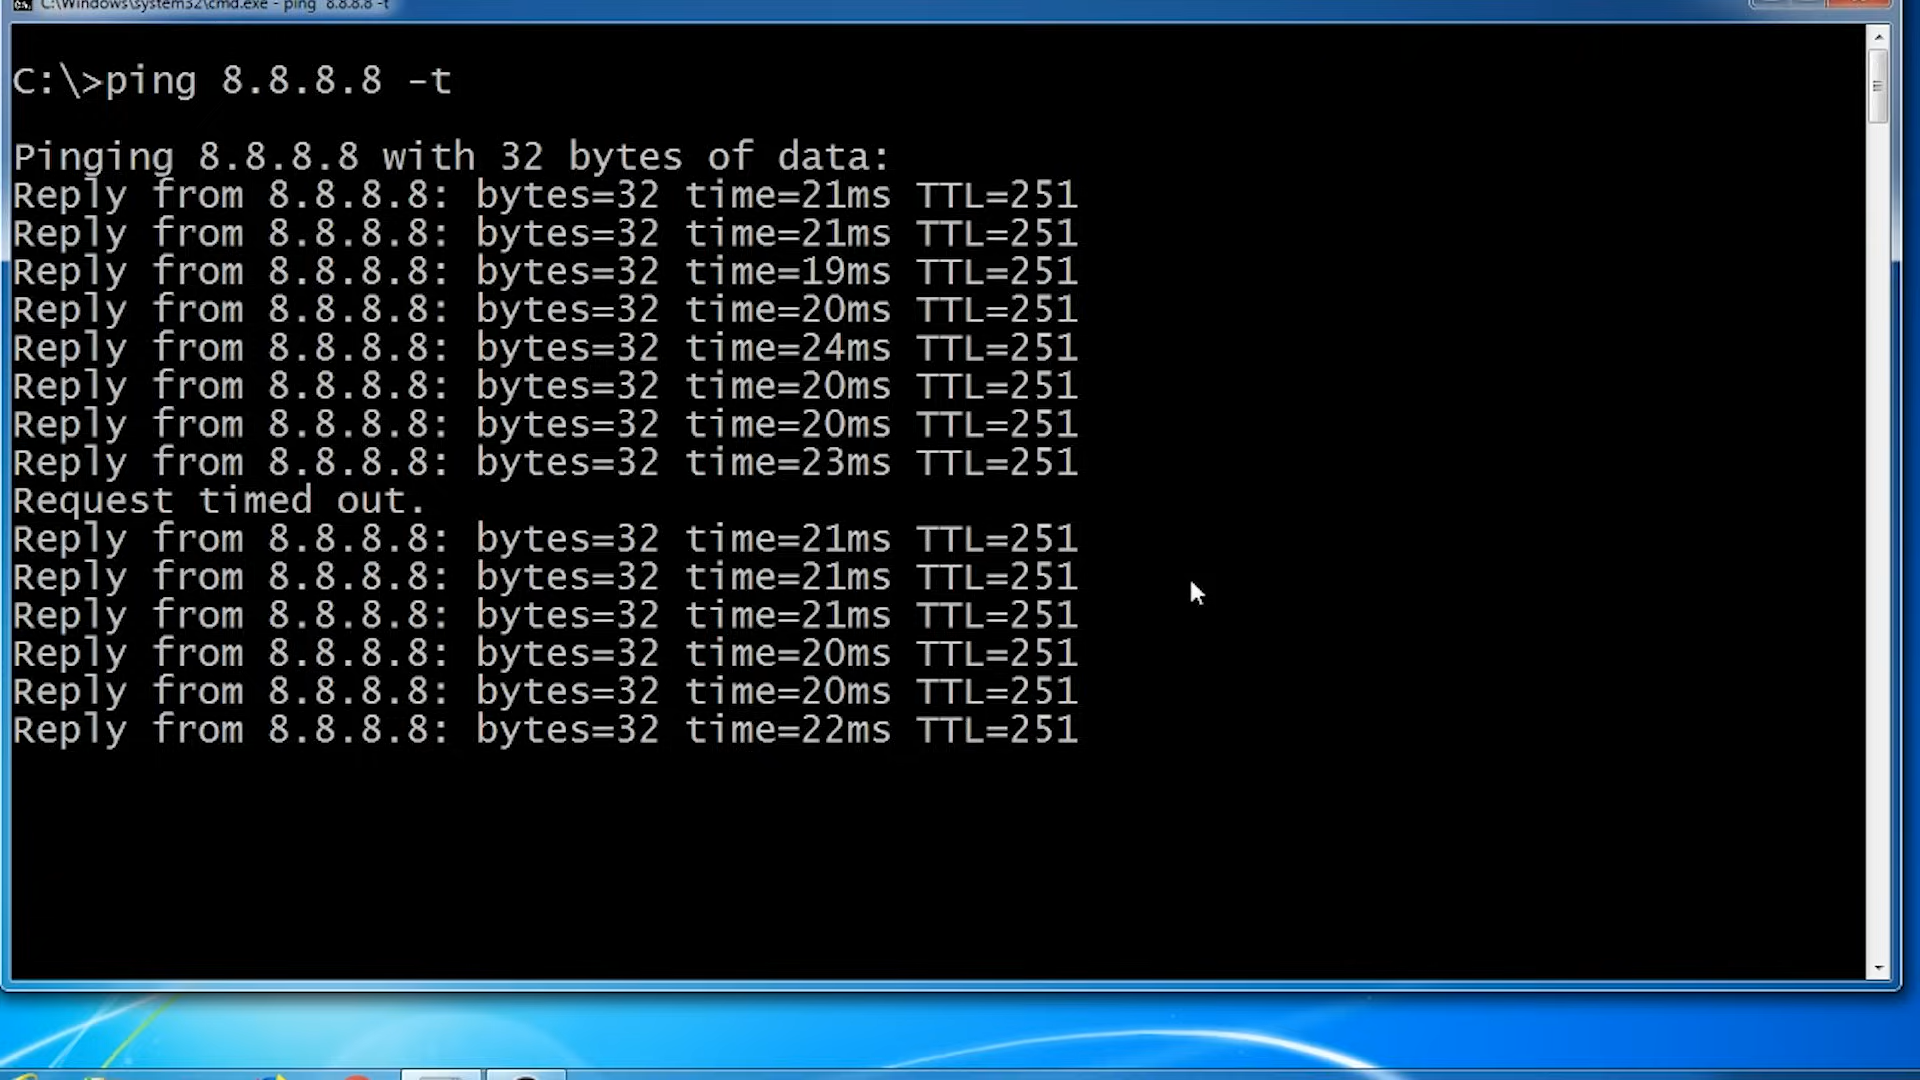 C:\Windows\system32\cmd.exe - ping  8.8.8.8 -t
C:\>ping 8.8.8.8 -t
Pinging 8.8.8.8 with 32 bytes of data:
Reply from 8.8.8.8: bytes=32 time=21ms TTL=251
Reply from 8.8.8.8: bytes=32 time=21ms TTL=251
Reply from 8.8.8.8: bytes=32 time=19ms TTL=251
Reply from 8.8.8.8: bytes=32 time=20ms TTL=251
Reply from 8.8.8.8: bytes=32 time=24ms TTL=251
Reply from 8.8.8.8: bytes=32 time=20ms TTL=251
Reply from 8.8.8.8: bytes=32 time=20ms TTL=251
Reply from 8.8.8.8: bytes=32 time=23ms TTL=251
Request timed out.
Reply from 8.8.8.8: bytes=32 time=21ms TTL=251
Reply from 8.8.8.8: bytes=32 time=21ms TTL=251
Reply from 8.8.8.8: bytes=32 time=21ms TTL=251
Reply from 8.8.8.8: bytes=32 time=20ms TTL=251
Reply from 8.8.8.8: bytes=32 time=20ms TTL=251
Reply from 8.8.8.8: bytes=32 time=22ms TTL=251